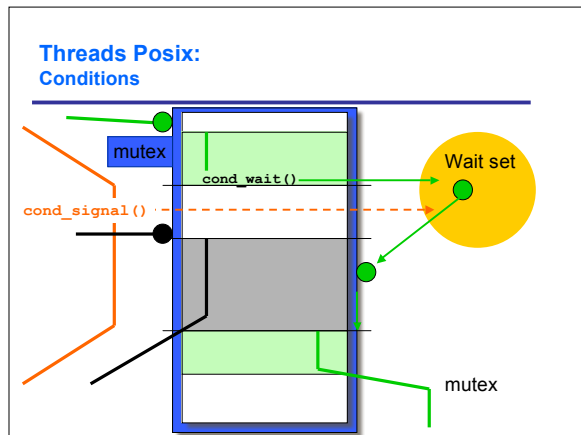 Threads Posix:
Conditions
mutex
Wait set
cond_wait()
cond_signal()
mutex